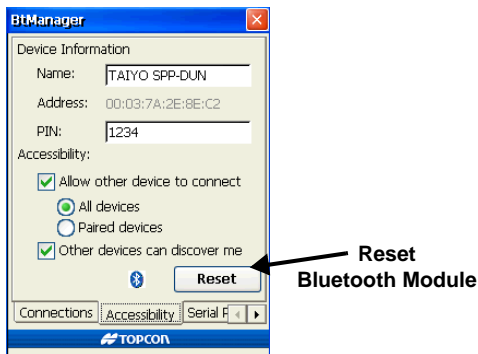 BtManager
Device Information
Name: TAIYO SPP-DUN
Address: 00:03:7A:2E:8E:C2
PIN: 1234
Accessibility:
Allow other device to connect
All devices
Paired devices
Other devices can discover me
Reset
Connections Accessibility Serial P
TOPCON
Reset
Bluetooth Module